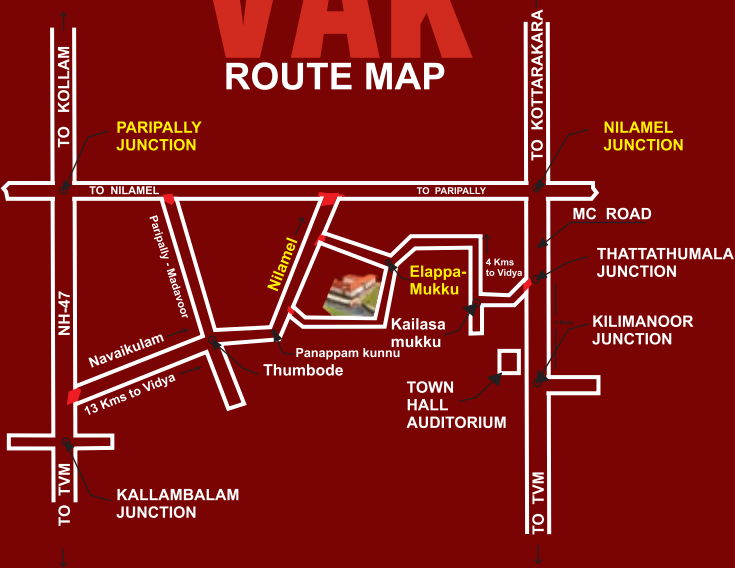 VAK
ROUTE MAP
TO KOLLAM
TO KOTTARAKARA
PARIPALLY
JUNCTION
NILAMEL
JUNCTION
TO NILAMEL
TO PARIPALLY
MC ROAD
Paripally - Madavoor
Nilamel
4 Kms
to Vidya
THATTATHUMALA
JUNCTION
Elappa-
Mukku
NH-47
Kailasa
mukku
KILIMANOOR
JUNCTION
Navaikulam
Panappam kunnu
Thumbode
13 Kms to Vidya
TOWN
HALL
AUDITORIUM
KALLAMBALAM
JUNCTION
TO TVM
TO TVM